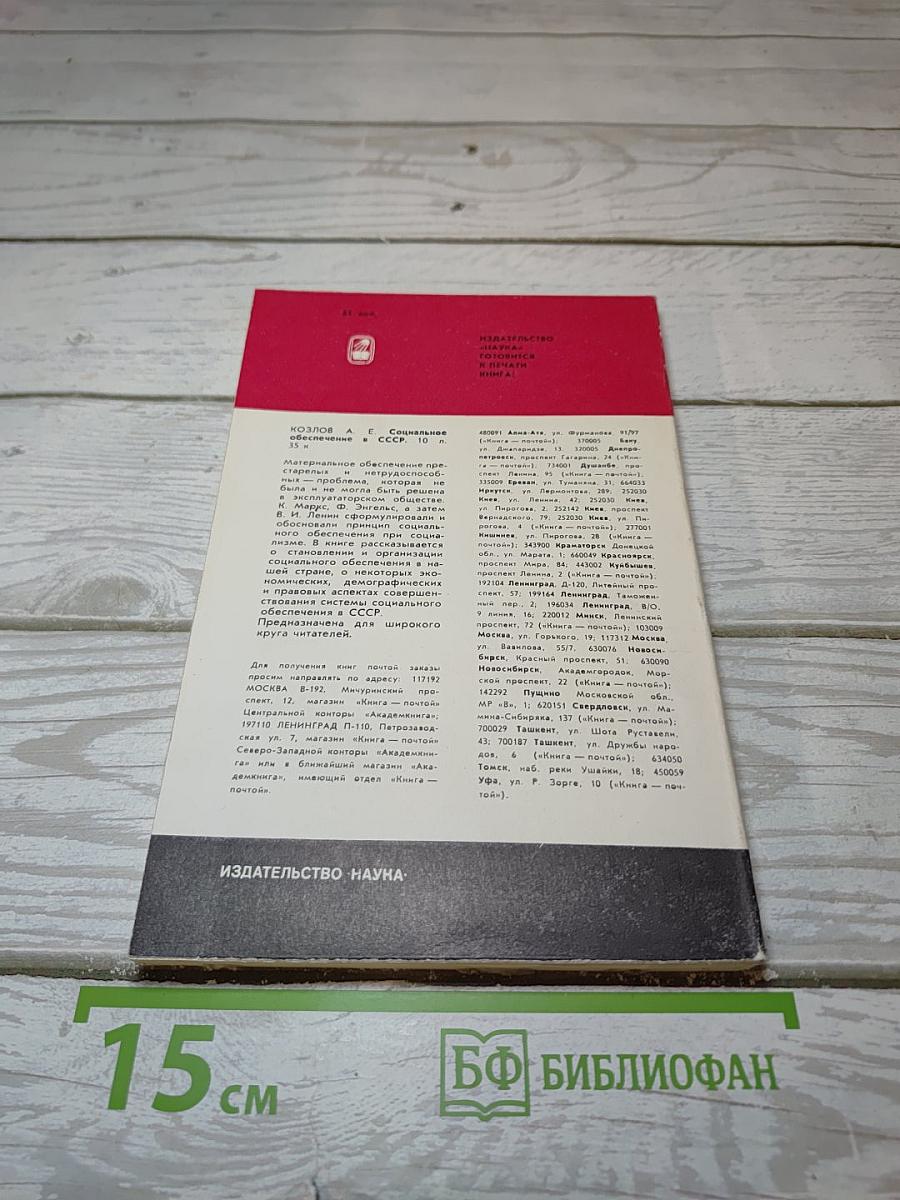 ИЗДАТЕЛЬСТВО
«НАУКА»
ГОТОВИТСЯ
К ПЕЧАТИ
КНИГА:
КОЗЛОВ А. Е. Социальное
обеспечение в СССР. 10 л.
35 к.
Материальное обеспечение пре-
старелых и нетрудоспособ-
ных — проблема, которая не
была и не могла быть решена
в эксплуататорском обществе.
К. Маркс, Ф. Энгельс, а затем
В. И. Ленин сформулировали и
обосновали принцип социаль-
ного обеспечения при социа-
лизме. В книге рассказывается
о становлении и организации
социального обеспечения в на-
шей стране, о некоторых эко-
номических, демографических
и правовых аспектах совершен-
ствования системы социального
обеспечения в СССР.
Предназначена для широкого
круга читателей.
Для получения книг почтой заказы
просим направлять по адресу: 117192
МОСКВА В-192, Мичуринский про-
спект, 12, магазин «Книга — почтой»
Центральной конторы «Академкнига»;
197110 ЛЕНИНГРАД П-110, Петрозавод-
ская ул. 7, магазин «Книга — почтой»
Северо-Западной конторы «Академкни-
га» или в ближайший магазин «Ака-
демкнига», имеющий отдел «Книга —
почтой».
480091 Алма-Ата, ул. Фурманова, 91/97
(«Книга — почтой»); 370005 Баку,
ул. Джапаридзе, 13. 320005 Днепро-
петровск, проспект Гагарина, 24 («Кни-
га — почтой»); 734001 Душанбе, про-
спект Ленина, 95 («Книга — почтой»);
335009 Ереван, ул. Туманяна, 31; 664033
Иркутск, ул. Лермонтова, 289; 252030
Киев, ул. Ленина, 42; 252030 Киев,
ул. Пирогова, 2; 252142 Киев, проспект
Вернадского, 79; 252030 Киев, ул. Пи-
рогова, 4 («Книга — почтой»); 277001
Кишинев, ул. Пирогова, 28 («Книга —
почтой»); 343900 Краматорск Донецкой
обл., ул. Марата, 1; 660049 Красноярск,
проспект Мира, 84; 443002 Куйбышев,
проспект Ленина, 2 («Книга — почтой»);
192104 Ленинград, Д-120, Литейный про-
спект, 57; 199164 Ленинград, Таможен-
ный пер., 2; 196034 Ленинград, В/О,
9 линия, 16; 220012 Минск, Ленинский
проспект, 72 («Книга — почтой»); 103009
Москва, ул. Горького, 19; 117312 Москва,
ул. Вавилова, 55/7. 630076 Новоси-
бирск, Красный проспект, 51; 630090
Новосибирск, Академгородок, Мор-
ской проспект, 22 («Книга — почтой»);
142292 Пущино Московской обл.,
МР «В», 1; 620151 Свердловск, ул. Ма-
мина-Сибиряка, 137 («Книга — почтой»);
700029 Ташкент, ул. Шота Руставели,
43; 700187 Ташкент, ул. Дружбы наро-
дов, 6 («Книга — почтой»); 634050
Томск, наб. реки Ушайки, 18; 450059
Уфа, ул. Р. Зорге, 10 («Книга — поч-
той»).
ИЗДАТЕЛЬСТВО «НАУКА»
15 см
БФ БИБЛИОФАН